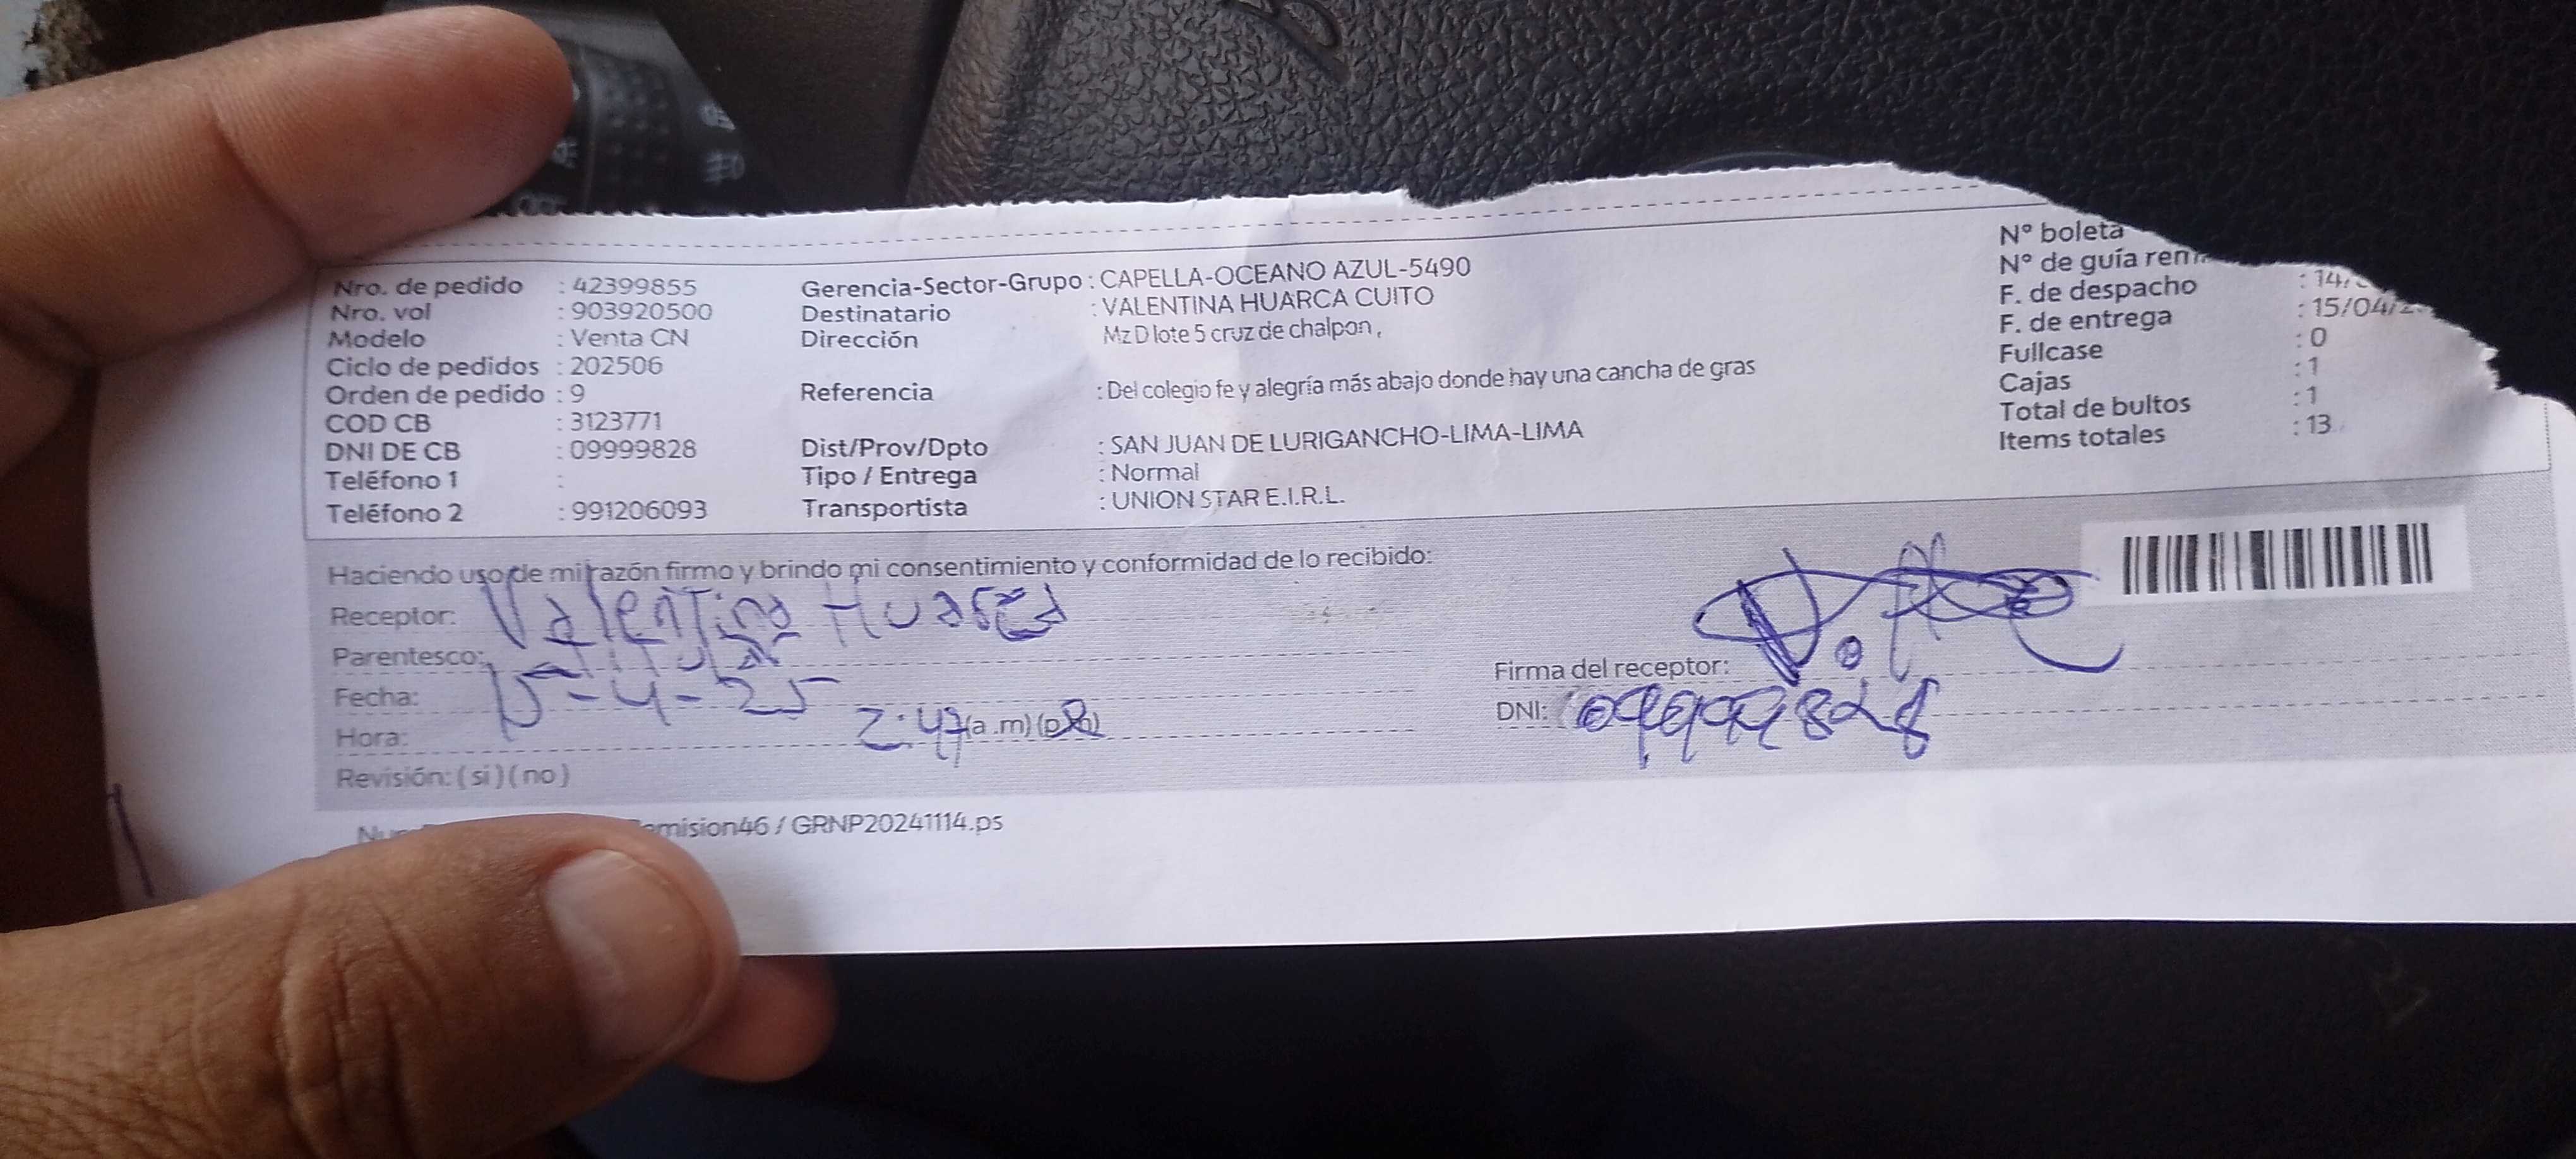 Nro. de pedido : 42399855
Nro. vol : 903920500
Modelo : Venta CN
Ciclo de pedidos : 202506
Orden de pedido : 9
COD CB : 3123771
DNI DE CB : 09999828
Teléfono 1 :
Teléfono 2 : 991206093
Gerencia-Sector-Grupo : CAPELLA-OCEANO AZUL-5490
Destinatario : VALENTINA HUARCA CUITO
Dirección Mz D lote 5 cruz de chalpon ,
Referencia : Del colegio fe y alegría más abajo donde hay una cancha de gras
Dist/Prov/Dpto : SAN JUAN DE LURIGANCHO-LIMA-LIMA
Tipo / Entrega : Normal
Transportista : UNION STAR E.I.R.L.
N° boleta
N° de guía rem
F. de despacho : 14/
F. de entrega : 15/04/2
Fullcase : 0
Cajas : 1
Total de bultos : 1
Items totales : 13
Haciendo uso de mi razón firmo y brindo mi consentimiento y conformidad de lo recibido:
Receptor: Valentina Huarca
Parentesco: titular
Fecha: 15-4-25
Hora: 2:47 (a.m)
Revisión: ( si ) ( no )
Firma del receptor:
DNI: 09999828
emision46 / GRNP20241114.ps